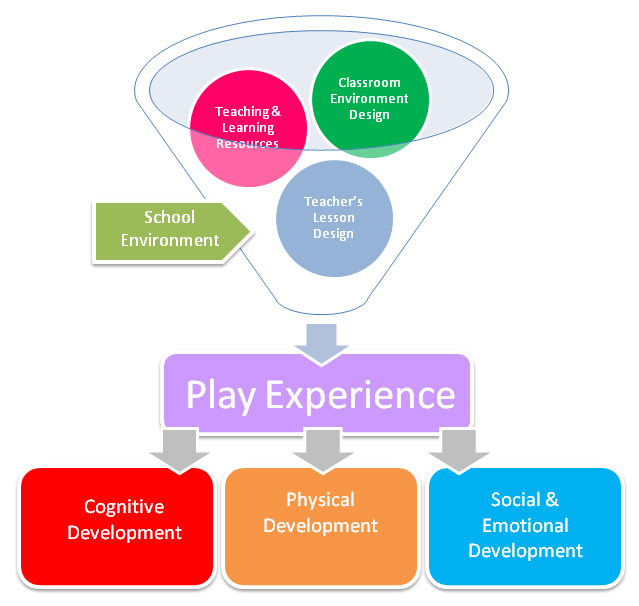 Classroom
Environment
Design
Teaching &
Learning
Resources
Teacher's
Lesson
Design
School
Environment
Play Experience
Cognitive
Development
Physical
Development
Social &
Emotional
Development